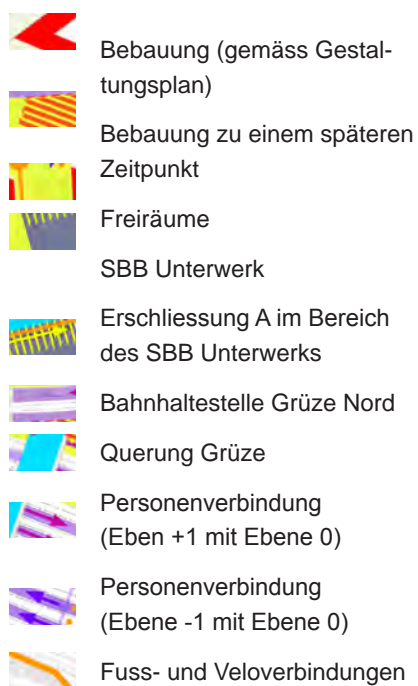 Bebauung (gemäss Gestal-
tungsplan)
Bebauung zu einem späteren
Zeitpunkt
Freiräume
SBB Unterwerk
Erschliessung A im Bereich
des SBB Unterwerks
Bahnhaltestelle Grüze Nord
Querung Grüze
Personenverbindung
(Eben +1 mit Ebene 0)
Personenverbindung
(Ebene -1 mit Ebene 0)
Fuss- und Veloverbindungen